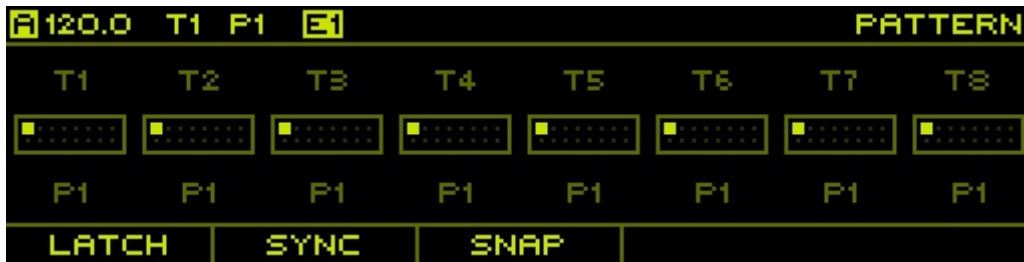 A 120.0 T1 P1 E1 PATTERN
T1 T2 T3 T4 T5 T6 T7 T8
P1 P1 P1 P1 P1 P1 P1 P1
LATCH SYNC SNAP